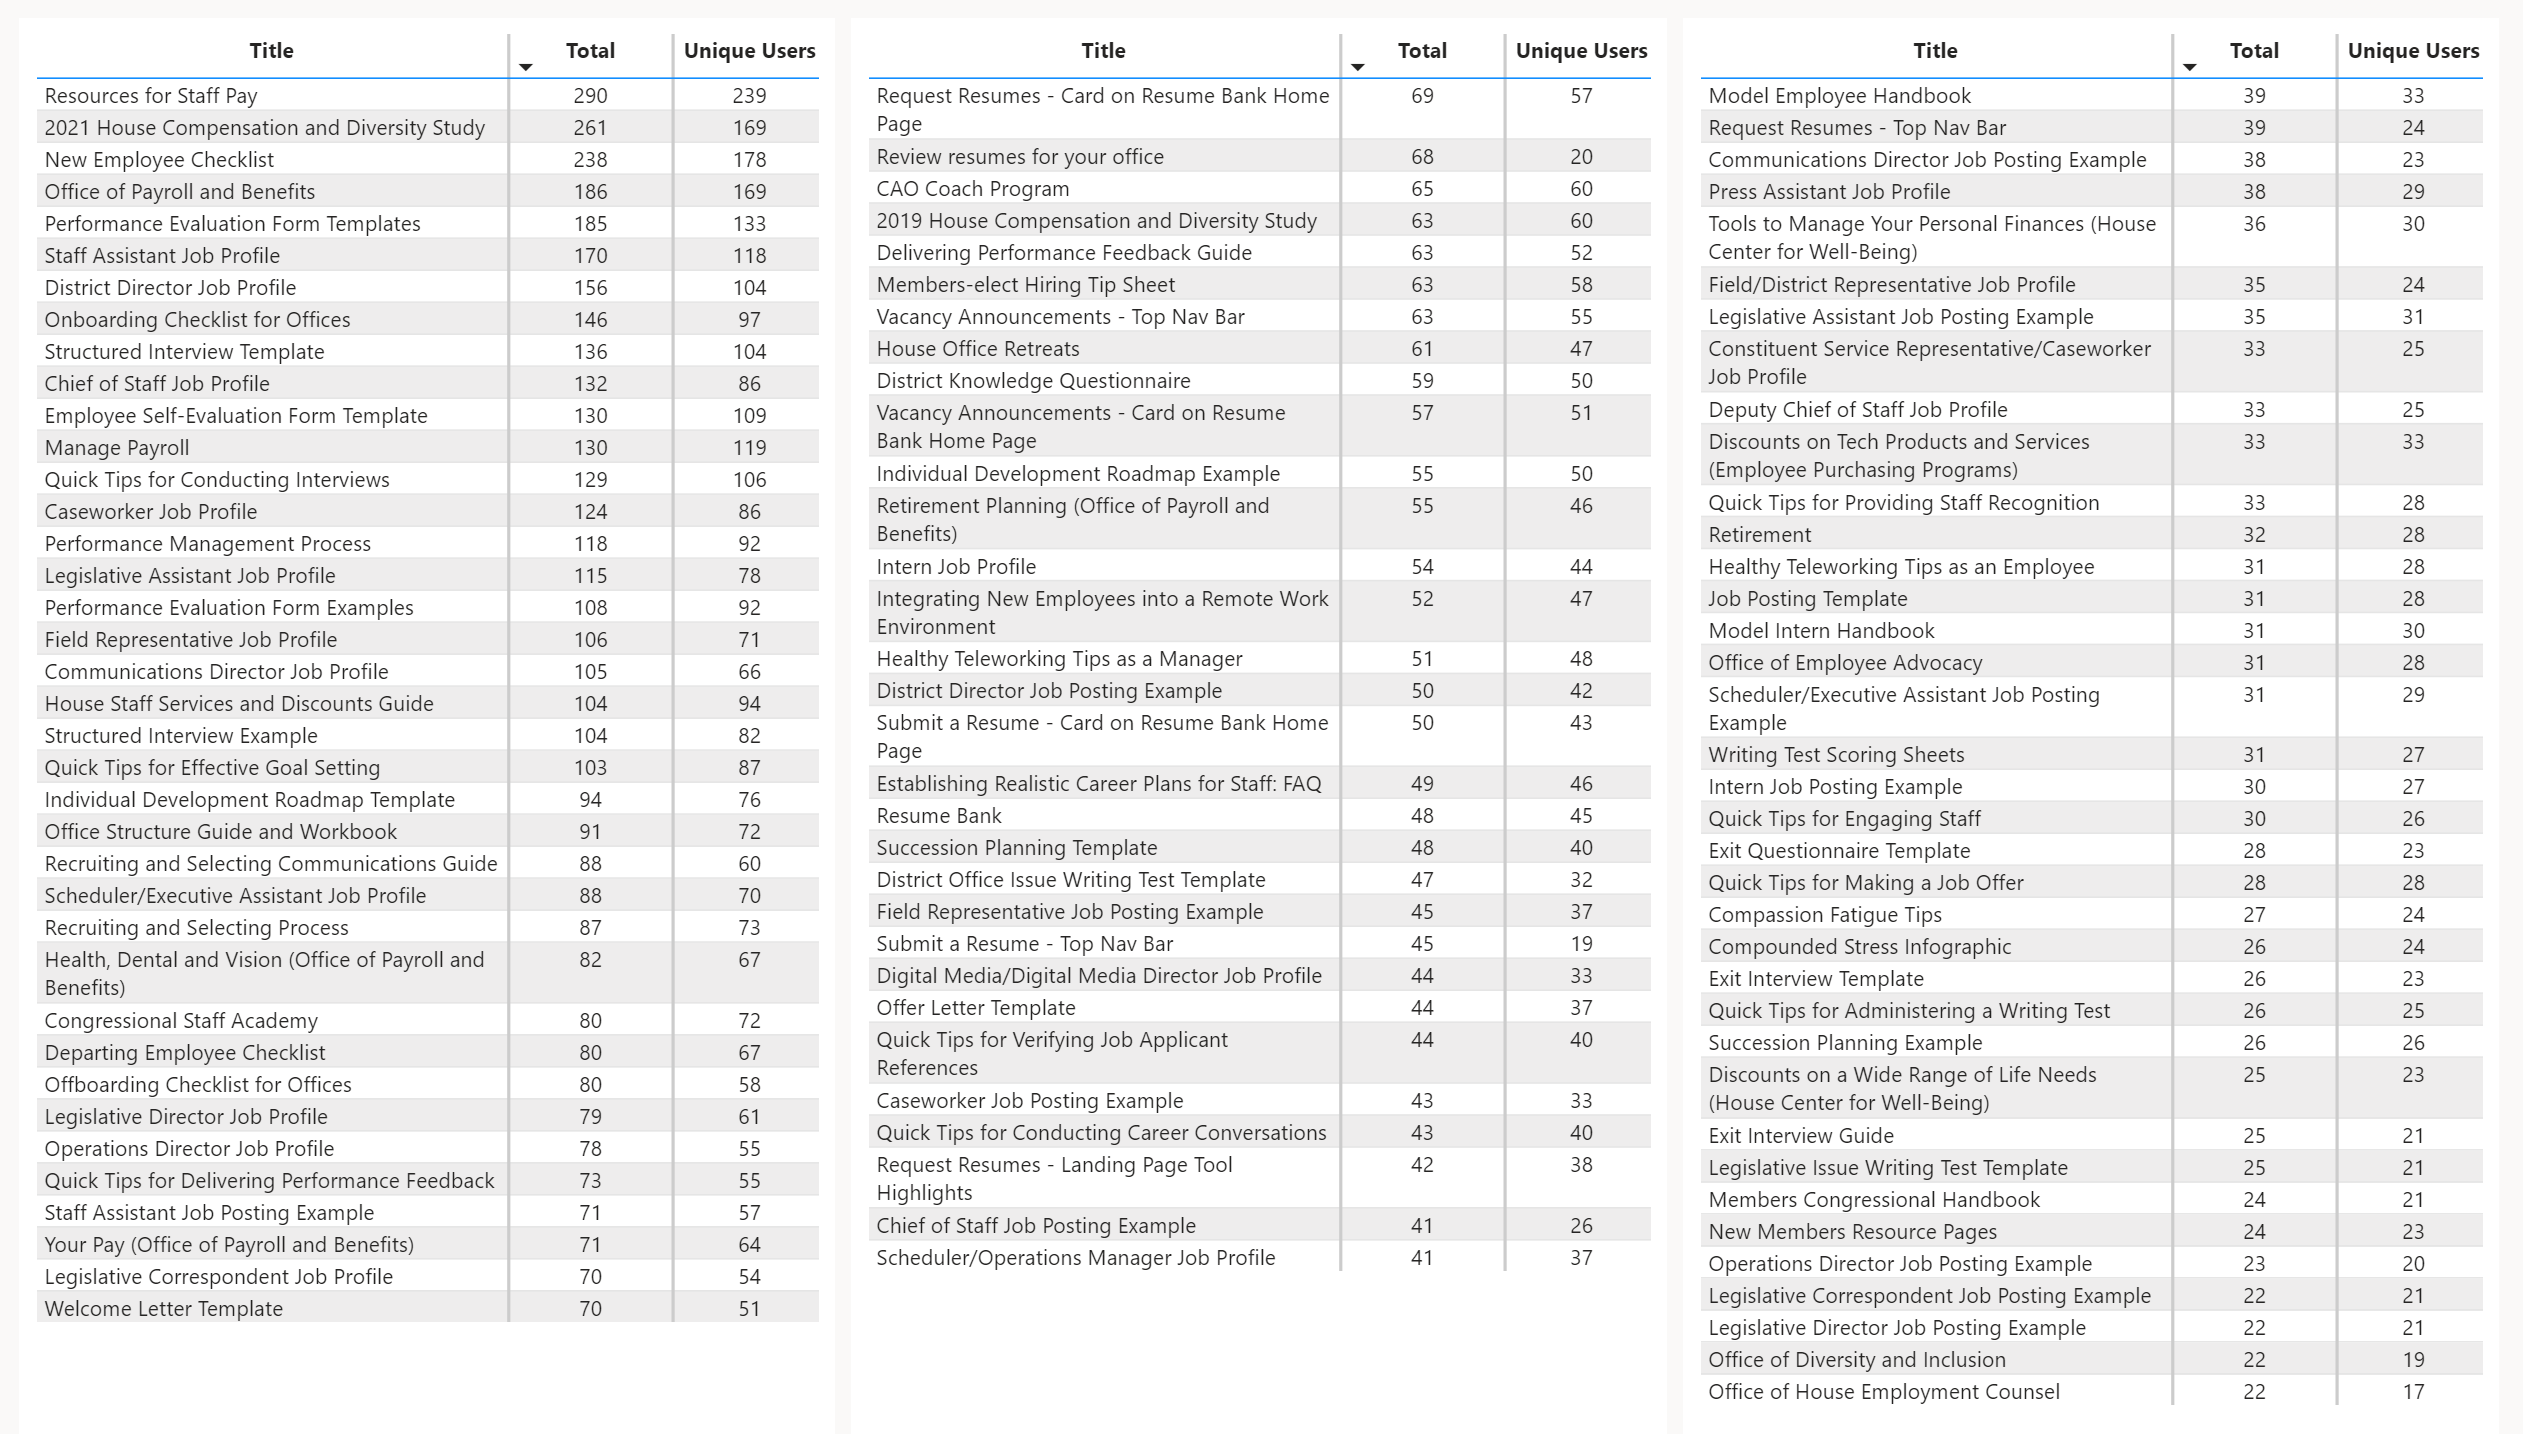 Title Total Unique Users
Resources for Staff Pay 290 239
2021 House Compensation and Diversity Study 261 169
New Employee Checklist 238 178
Office of Payroll and Benefits 186 169
Performance Evaluation Form Templates 185 133
Staff Assistant Job Profile 170 118
District Director Job Profile 156 104
Onboarding Checklist for Offices 146 97
Structured Interview Template 136 104
Chief of Staff Job Profile 132 86
Employee Self-Evaluation Form Template 130 109
Manage Payroll 130 119
Quick Tips for Conducting Interviews 129 106
Caseworker Job Profile 124 86
Performance Management Process 118 92
Legislative Assistant Job Profile 115 78
Performance Evaluation Form Examples 108 92
Field Representative Job Profile 106 71
Communications Director Job Profile 105 66
House Staff Services and Discounts Guide 104 94
Structured Interview Example 104 82
Quick Tips for Effective Goal Setting 103 87
Individual Development Roadmap Template 94 76
Office Structure Guide and Workbook 91 72
Recruiting and Selecting Communications Guide 88 60
Scheduler/Executive Assistant Job Profile 88 70
Recruiting and Selecting Process 87 73
Health, Dental and Vision (Office of Payroll and 82 67
Benefits)
Congressional Staff Academy 80 72
Departing Employee Checklist 80 67
Offboarding Checklist for Offices 80 58
Legislative Director Job Profile 79 61
Operations Director Job Profile 78 55
Quick Tips for Delivering Performance Feedback 73 55
Staff Assistant Job Posting Example 71 57
Your Pay (Office of Payroll and Benefits) 71 64
Legislative Correspondent Job Profile 70 54
Welcome Letter Template 70 51
Title Total Unique Users
Request Resumes - Card on Resume Bank Home 69 57
Page
Review resumes for your office 68 20
CAO Coach Program 65 60
2019 House Compensation and Diversity Study 63 60
Delivering Performance Feedback Guide 63 52
Members-elect Hiring Tip Sheet 63 58
Vacancy Announcements - Top Nav Bar 63 55
House Office Retreats 61 47
District Knowledge Questionnaire 59 50
Vacancy Announcements - Card on Resume 57 51
Bank Home Page
Individual Development Roadmap Example 55 50
Retirement Planning (Office of Payroll and 55 46
Benefits)
Intern Job Profile 54 44
Integrating New Employees into a Remote Work 52 47
Environment
Healthy Teleworking Tips as a Manager 51 48
District Director Job Posting Example 50 42
Submit a Resume - Card on Resume Bank Home 50 43
Page
Establishing Realistic Career Plans for Staff: FAQ 49 46
Resume Bank 48 45
Succession Planning Template 48 40
District Office Issue Writing Test Template 47 32
Field Representative Job Posting Example 45 37
Submit a Resume - Top Nav Bar 45 19
Digital Media/Digital Media Director Job Profile 44 33
Offer Letter Template 44 37
Quick Tips for Verifying Job Applicant 44 40
References
Caseworker Job Posting Example 43 33
Quick Tips for Conducting Career Conversations 43 40
Request Resumes - Landing Page Tool 42 38
Highlights
Chief of Staff Job Posting Example 41 26
Scheduler/Operations Manager Job Profile 41 37
Title Total Unique Users
Model Employee Handbook 39 33
Request Resumes - Top Nav Bar 39 24
Communications Director Job Posting Example 38 23
Press Assistant Job Profile 38 29
Tools to Manage Your Personal Finances (House 36 30
Center for Well-Being)
Field/District Representative Job Profile 35 24
Legislative Assistant Job Posting Example 35 31
Constituent Service Representative/Caseworker 33 25
Job Profile
Deputy Chief of Staff Job Profile 33 25
Discounts on Tech Products and Services 33 33
(Employee Purchasing Programs)
Quick Tips for Providing Staff Recognition 33 28
Retirement 32 28
Healthy Teleworking Tips as an Employee 31 28
Job Posting Template 31 28
Model Intern Handbook 31 30
Office of Employee Advocacy 31 28
Scheduler/Executive Assistant Job Posting 31 29
Example
Writing Test Scoring Sheets 31 27
Intern Job Posting Example 30 27
Quick Tips for Engaging Staff 30 26
Exit Questionnaire Template 28 23
Quick Tips for Making a Job Offer 28 28
Compassion Fatigue Tips 27 24
Compounded Stress Infographic 26 24
Exit Interview Template 26 23
Quick Tips for Administering a Writing Test 26 25
Succession Planning Example 26 26
Discounts on a Wide Range of Life Needs 25 23
(House Center for Well-Being)
Exit Interview Guide 25 21
Legislative Issue Writing Test Template 25 21
Members Congressional Handbook 24 21
New Members Resource Pages 24 23
Operations Director Job Posting Example 23 20
Legislative Correspondent Job Posting Example 22 21
Legislative Director Job Posting Example 22 21
Office of Diversity and Inclusion 22 19
Office of House Employment Counsel 22 17